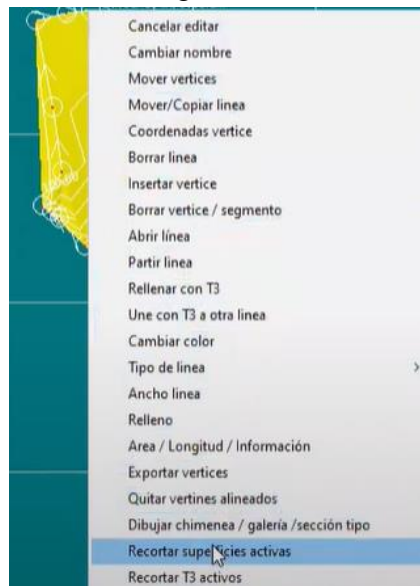 Cancelar editar
Cambiar nombre
Mover vertices
Mover/Copiar linea
Coordenadas vertice
Borrar linea
Insertar vertice
Borrar vertice / segmento
Abrir línea
Partir linea
Rellenar con T3
Une con T3 a otra linea
Cambiar color
Tipo de linea
Ancho linea
Relleno
Area / Longitud / Información
Exportar vertices
Quitar vertines alineados
Dibujar chimenea / galería /sección tipo
Recortar superficies activas
Recortar T3 activos